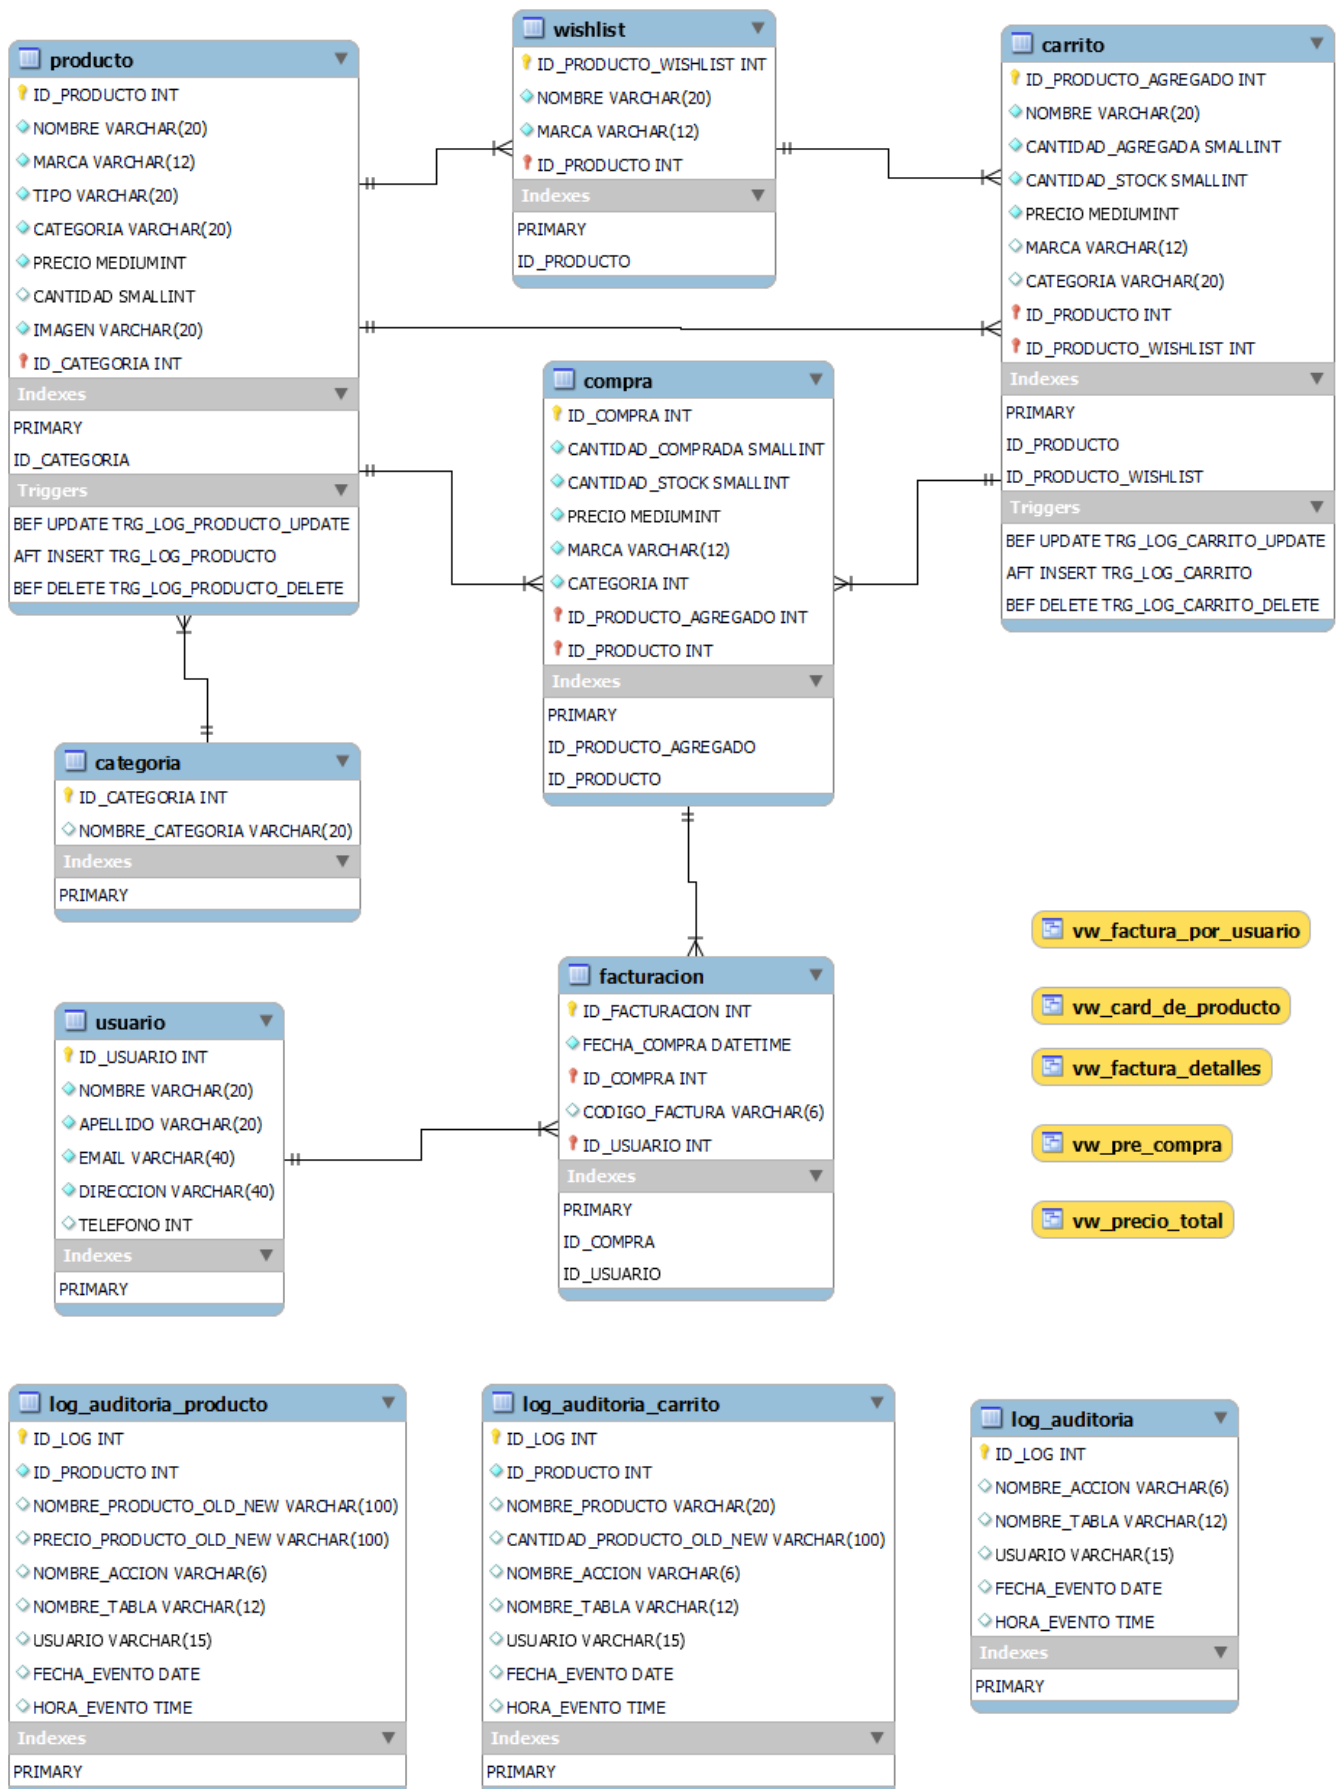 producto
ID_PRODUCTO INT
NOMBRE VARCHAR(20)
MARCA VARCHAR(12)
TIPO VARCHAR(20)
CATEGORIA VARCHAR(20)
PRECIO MEDIUMINT
CANTIDAD SMALLINT
IMAGEN VARCHAR(20)
ID_CATEGORIA INT
Indexes
PRIMARY
ID_CATEGORIA
Triggers
BEF UPDATE TRG_LOG_PRODUCTO_UPDATE
AFT INSERT TRG_LOG_PRODUCTO
BEF DELETE TRG_LOG_PRODUCTO_DELETE
wishlist
ID_PRODUCTO_WISHLIST INT
NOMBRE VARCHAR(20)
MARCA VARCHAR(12)
ID_PRODUCTO INT
Indexes
PRIMARY
ID_PRODUCTO
carrito
ID_PRODUCTO_AGREGADO INT
NOMBRE VARCHAR(20)
CANTIDAD_AGREGADA SMALLINT
CANTIDAD_STOCK SMALLINT
PRECIO MEDIUMINT
MARCA VARCHAR(12)
CATEGORIA VARCHAR(20)
ID_PRODUCTO INT
ID_PRODUCTO_WISHLIST INT
Indexes
PRIMARY
ID_PRODUCTO
ID_PRODUCTO_WISHLIST
Triggers
BEF UPDATE TRG_LOG_CARRITO_UPDATE
AFT INSERT TRG_LOG_CARRITO
BEF DELETE TRG_LOG_CARRITO_DELETE
compra
ID_COMPRA INT
CANTIDAD_COMPRADA SMALLINT
CANTIDAD_STOCK SMALLINT
PRECIO MEDIUMINT
MARCA VARCHAR(12)
CATEGORIA INT
ID_PRODUCTO_AGREGADO INT
ID_PRODUCTO INT
Indexes
PRIMARY
ID_PRODUCTO_AGREGADO
ID_PRODUCTO
categoria
ID_CATEGORIA INT
NOMBRE_CATEGORIA VARCHAR(20)
Indexes
PRIMARY
usuario
ID_USUARIO INT
NOMBRE VARCHAR(20)
APELLIDO VARCHAR(20)
EMAIL VARCHAR(40)
DIRECCION VARCHAR(40)
TELEFONO INT
Indexes
PRIMARY
facturacion
ID_FACTURACION INT
FECHA_COMPRA DATETIME
ID_COMPRA INT
CODIGO_FACTURA VARCHAR(6)
ID_USUARIO INT
Indexes
PRIMARY
ID_COMPRA
ID_USUARIO
vw_factura_por_usuario
vw_card_de_producto
vw_factura_detalles
vw_pre_compra
vw_precio_total
log_auditoria_producto
ID_LOG INT
ID_PRODUCTO INT
NOMBRE_PRODUCTO_OLD_NEW VARCHAR(100)
PRECIO_PRODUCTO_OLD_NEW VARCHAR(100)
NOMBRE_ACCION VARCHAR(6)
NOMBRE_TABLA VARCHAR(12)
USUARIO VARCHAR(15)
FECHA_EVENTO DATE
HORA_EVENTO TIME
Indexes
PRIMARY
log_auditoria_carrito
ID_LOG INT
ID_PRODUCTO INT
NOMBRE_PRODUCTO VARCHAR(20)
CANTIDAD_PRODUCTO_OLD_NEW VARCHAR(100)
NOMBRE_ACCION VARCHAR(6)
NOMBRE_TABLA VARCHAR(12)
USUARIO VARCHAR(15)
FECHA_EVENTO DATE
HORA_EVENTO TIME
Indexes
PRIMARY
log_auditoria
ID_LOG INT
NOMBRE_ACCION VARCHAR(6)
NOMBRE_TABLA VARCHAR(12)
USUARIO VARCHAR(15)
FECHA_EVENTO DATE
HORA_EVENTO TIME
Indexes
PRIMARY